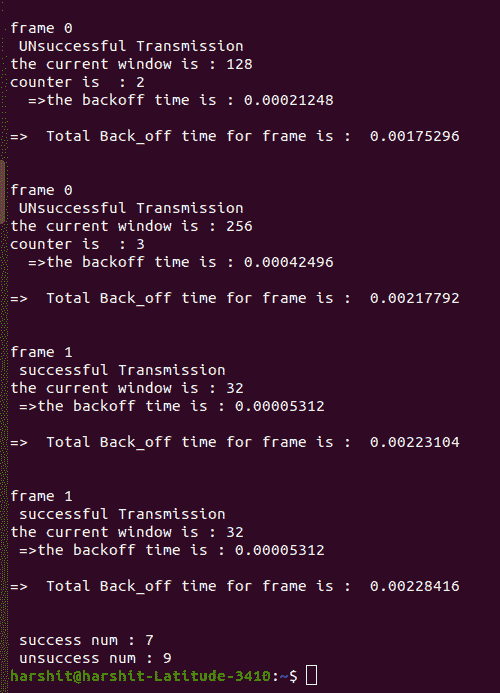 frame 0
UNsuccessful Transmission
the current window is : 128
counter is  : 2
=>the backoff time is : 0.00021248
=>  Total Back_off time for frame is :  0.00175296
frame 0
UNsuccessful Transmission
the current window is : 256
counter is  : 3
=>the backoff time is : 0.00042496
=>  Total Back_off time for frame is :  0.00217792
frame 1
successful Transmission
the current window is : 32
=>the backoff time is : 0.00005312
=>  Total Back_off time for frame is :  0.00223104
frame 1
successful Transmission
the current window is : 32
=>the backoff time is : 0.00005312
=>  Total Back_off time for frame is :  0.00228416
success num : 7
unsuccess num : 9
harshit@harshit-Latitude-3410:~$